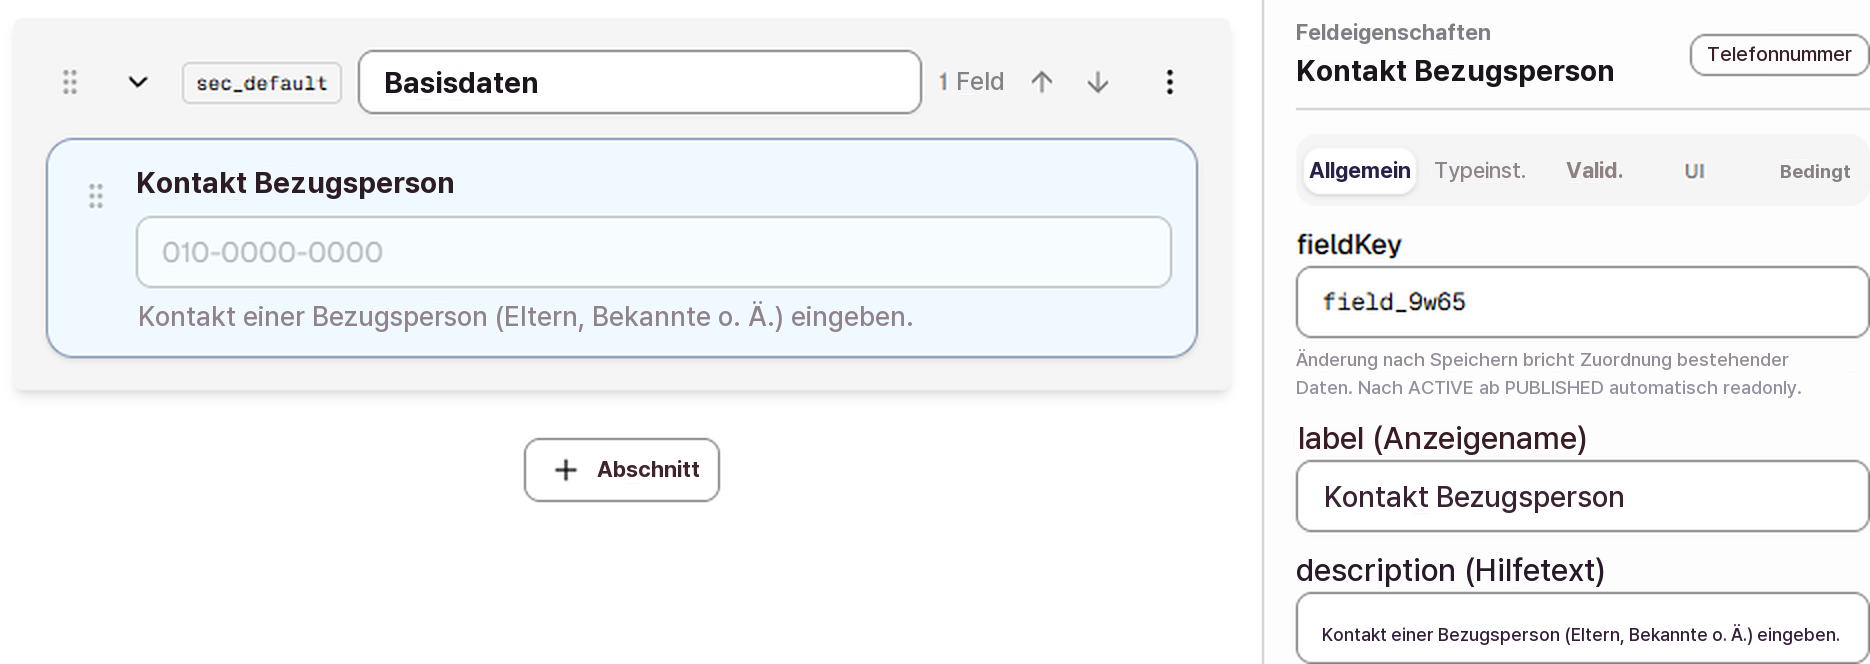 sec_default
Basisdaten
1 Feld
Kontakt Bezugsperson
010-0000-0000
Kontakt einer Bezugsperson (Eltern, Bekannte o. Ä.) eingeben.
Abschnitt
Feldeigenschaften
Kontakt Bezugsperson
Telefonnummer
Allgemein
Typeinst.
Valid.
UI
Bedingt
fieldKey
field_9w65
Änderung nach Speichern bricht Zuordnung bestehender
Daten. Nach ACTIVE ab PUBLISHED automatisch readonly.
label (Anzeigename)
Kontakt Bezugsperson
description (Hilfetext)
Kontakt einer Bezugsperson (Eltern, Bekannte o. Ä.) eingeben.